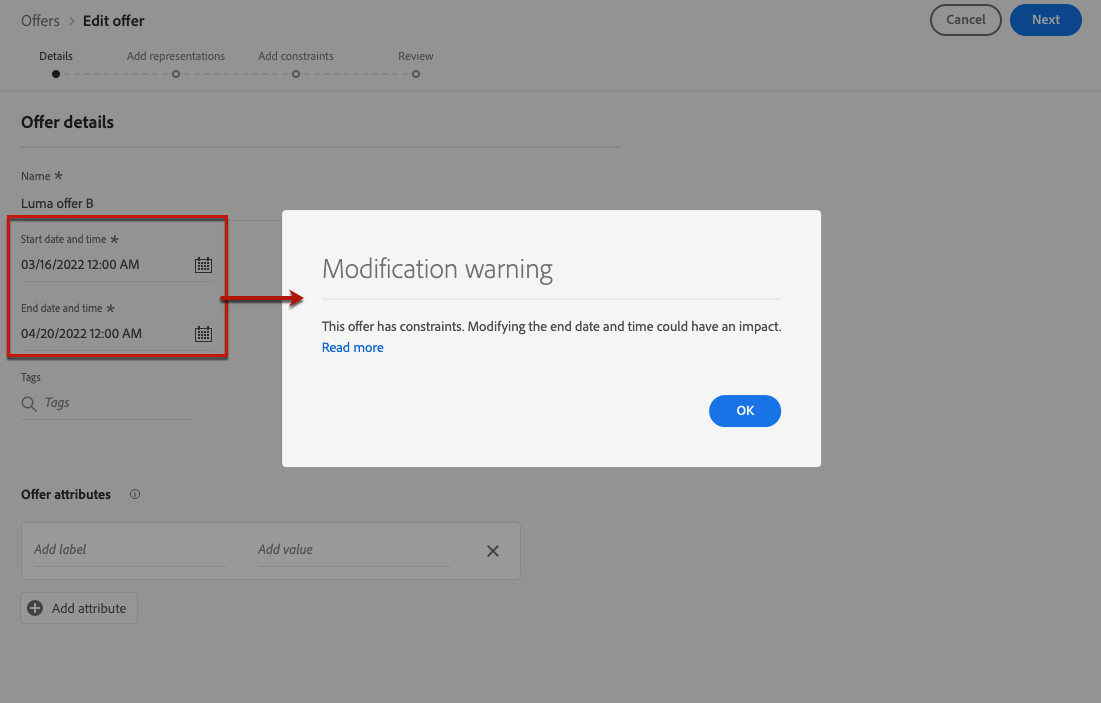 Offers > Edit offer
Cancel
Next
Details
Add representations
Add constraints
Review
Offer details
Name *
Luma offer B
Start date and time *
03/16/2022 12:00 AM
End date and time *
04/20/2022 12:00 AM
Tags
Tags
Modification warning
This offer has constraints. Modifying the end date and time could have an impact.
Read more
OK
Offer attributes
Add label
Add value
Add attribute